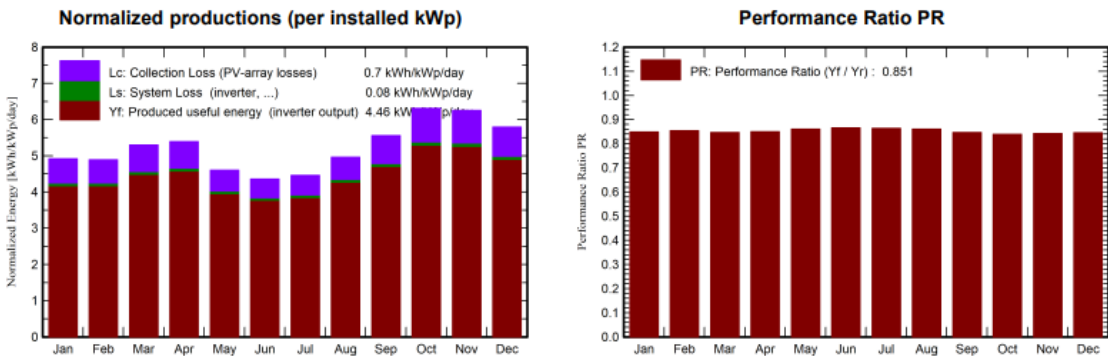 Normalized productions (per installed kWp)
Lc: Collection Loss (PV-array losses) 0.7 kWh/kWp/day
Ls: System Loss (inverter, ...) 0.08 kWh/kWp/day
Yf: Produced useful energy (inverter output) 4.46 kWh/kWp/day
Normalized Energy [kWh/kWp/day]
8
7
6
5
4
3
2
1
0
Jan Feb Mar Apr May Jun Jul Aug Sep Oct Nov Dec
Performance Ratio PR
PR: Performance Ratio (Yf / Yr) : 0.851
Performance Ratio PR
1.2
1.1
1.0
0.9
0.8
0.7
0.6
0.5
0.4
0.3
0.2
0.1
0.0
Jan Feb Mar Apr May Jun Jul Aug Sep Oct Nov Dec